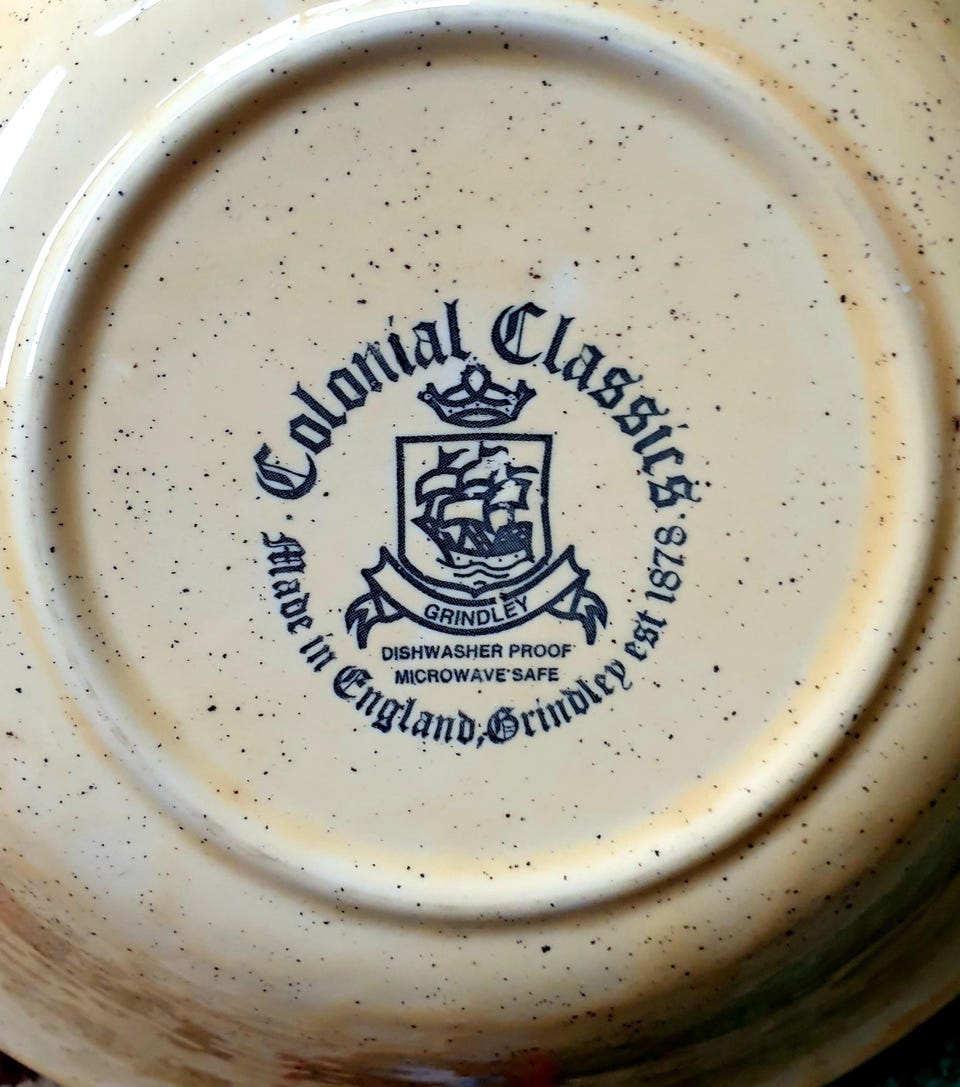 Colonial Classics
GRINDLEY
DISHWASHER PROOF
MICROWAVE SAFE
Made in England, Grindley est 1878